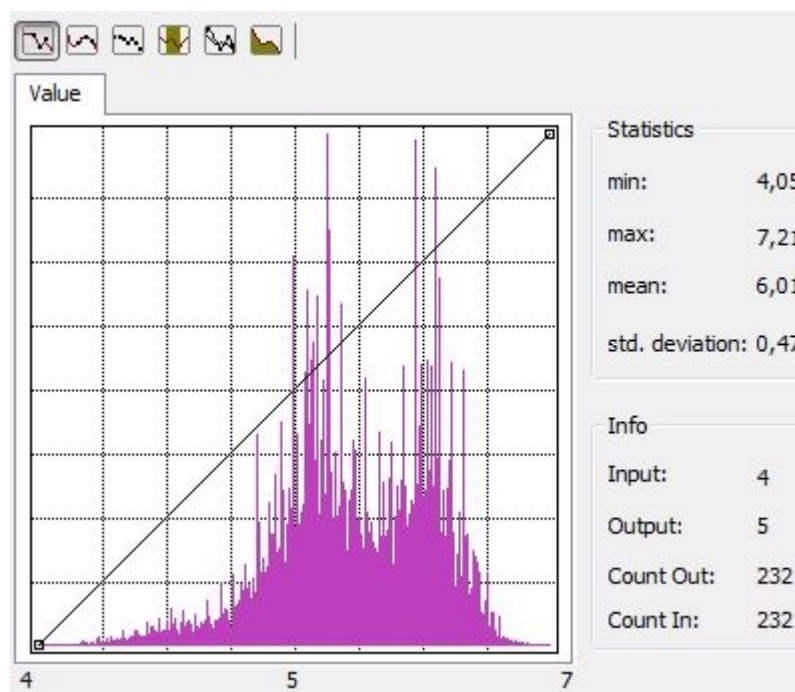 Value
Statistics
min: 4,05
max: 7,21
mean: 6,01
std. deviation: 0,47
Info
Input: 4
Output: 5
Count Out: 232
Count In: 232
4 5 7